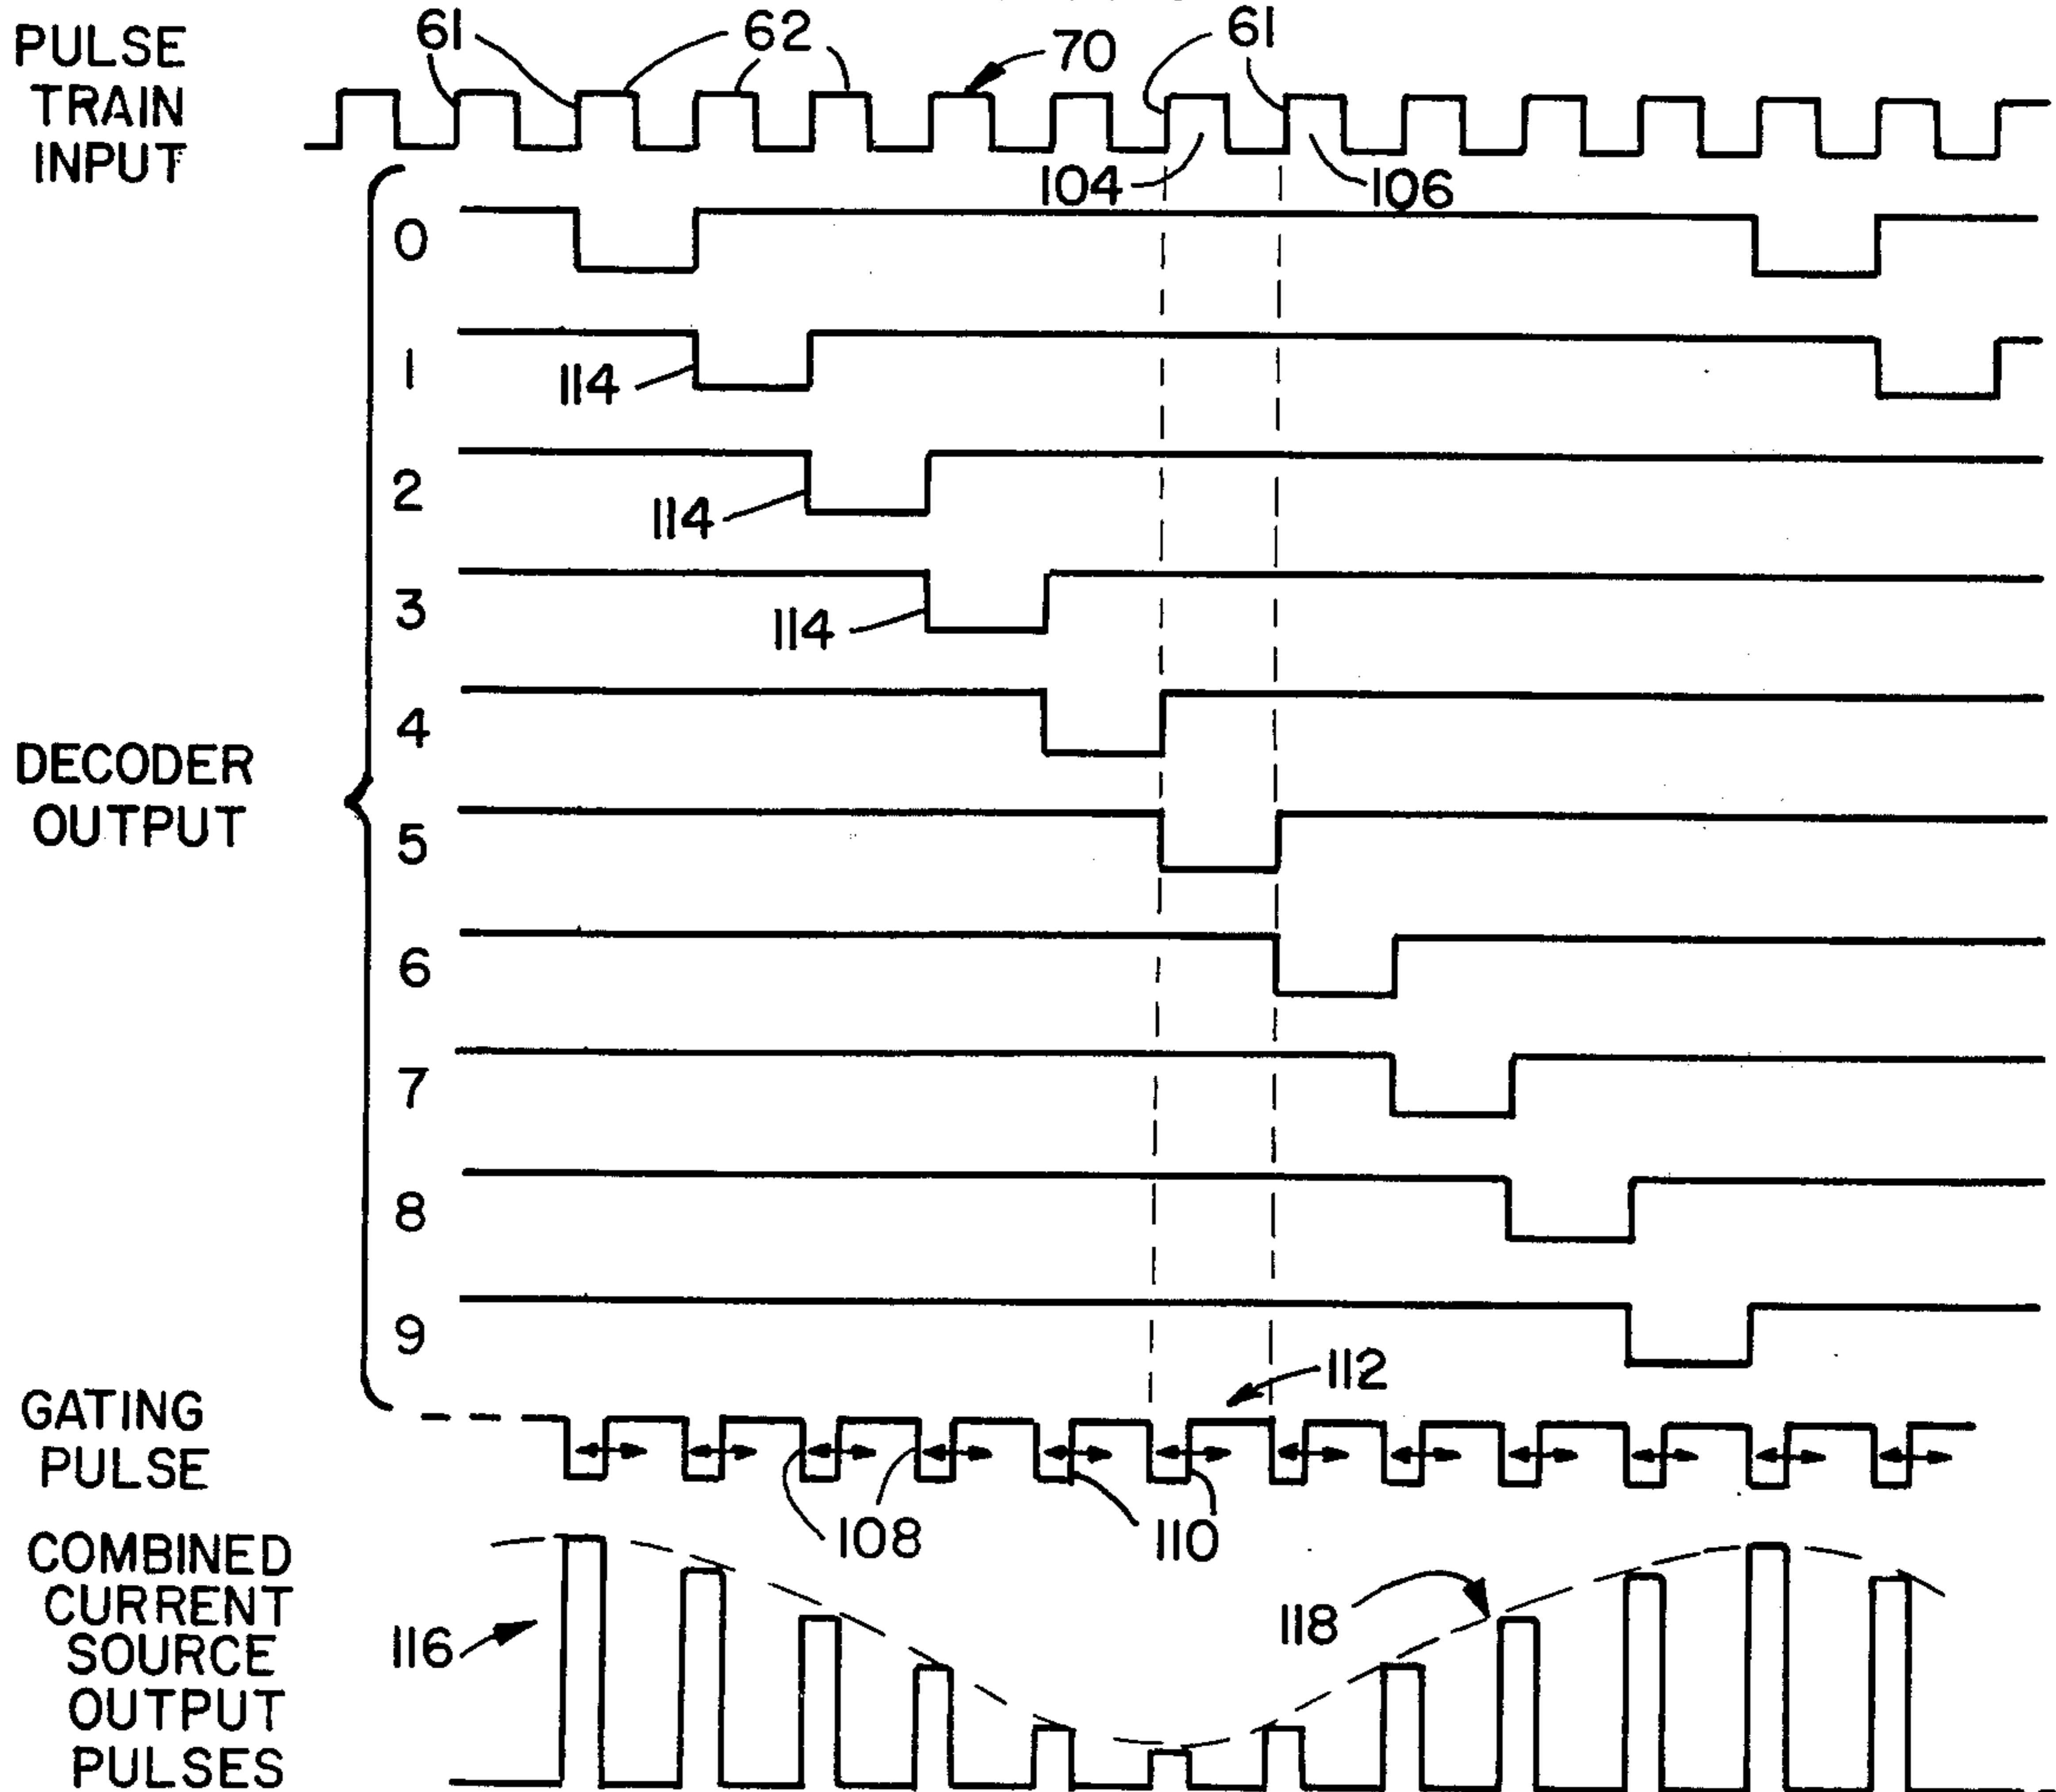 PULSE
TRAIN
INPUT
61
62
70
61
104
106
0
1
114
2
114
3
114
4
DECODER
OUTPUT
5
6
7
8
9
112
GATING
PULSE
108
110
COMBINED
CURRENT
SOURCE
OUTPUT
PULSES
116
118